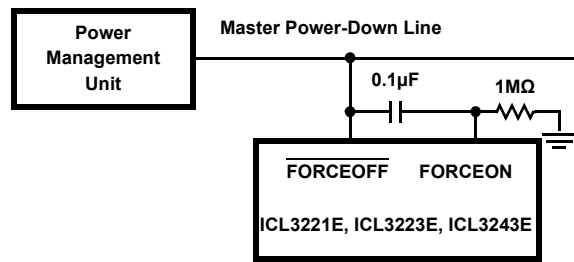 Power
Management
Unit
Master Power-Down Line
0.1μF
1MΩ
FORCEOFF FORCEON
ICL3221E, ICL3223E, ICL3243E